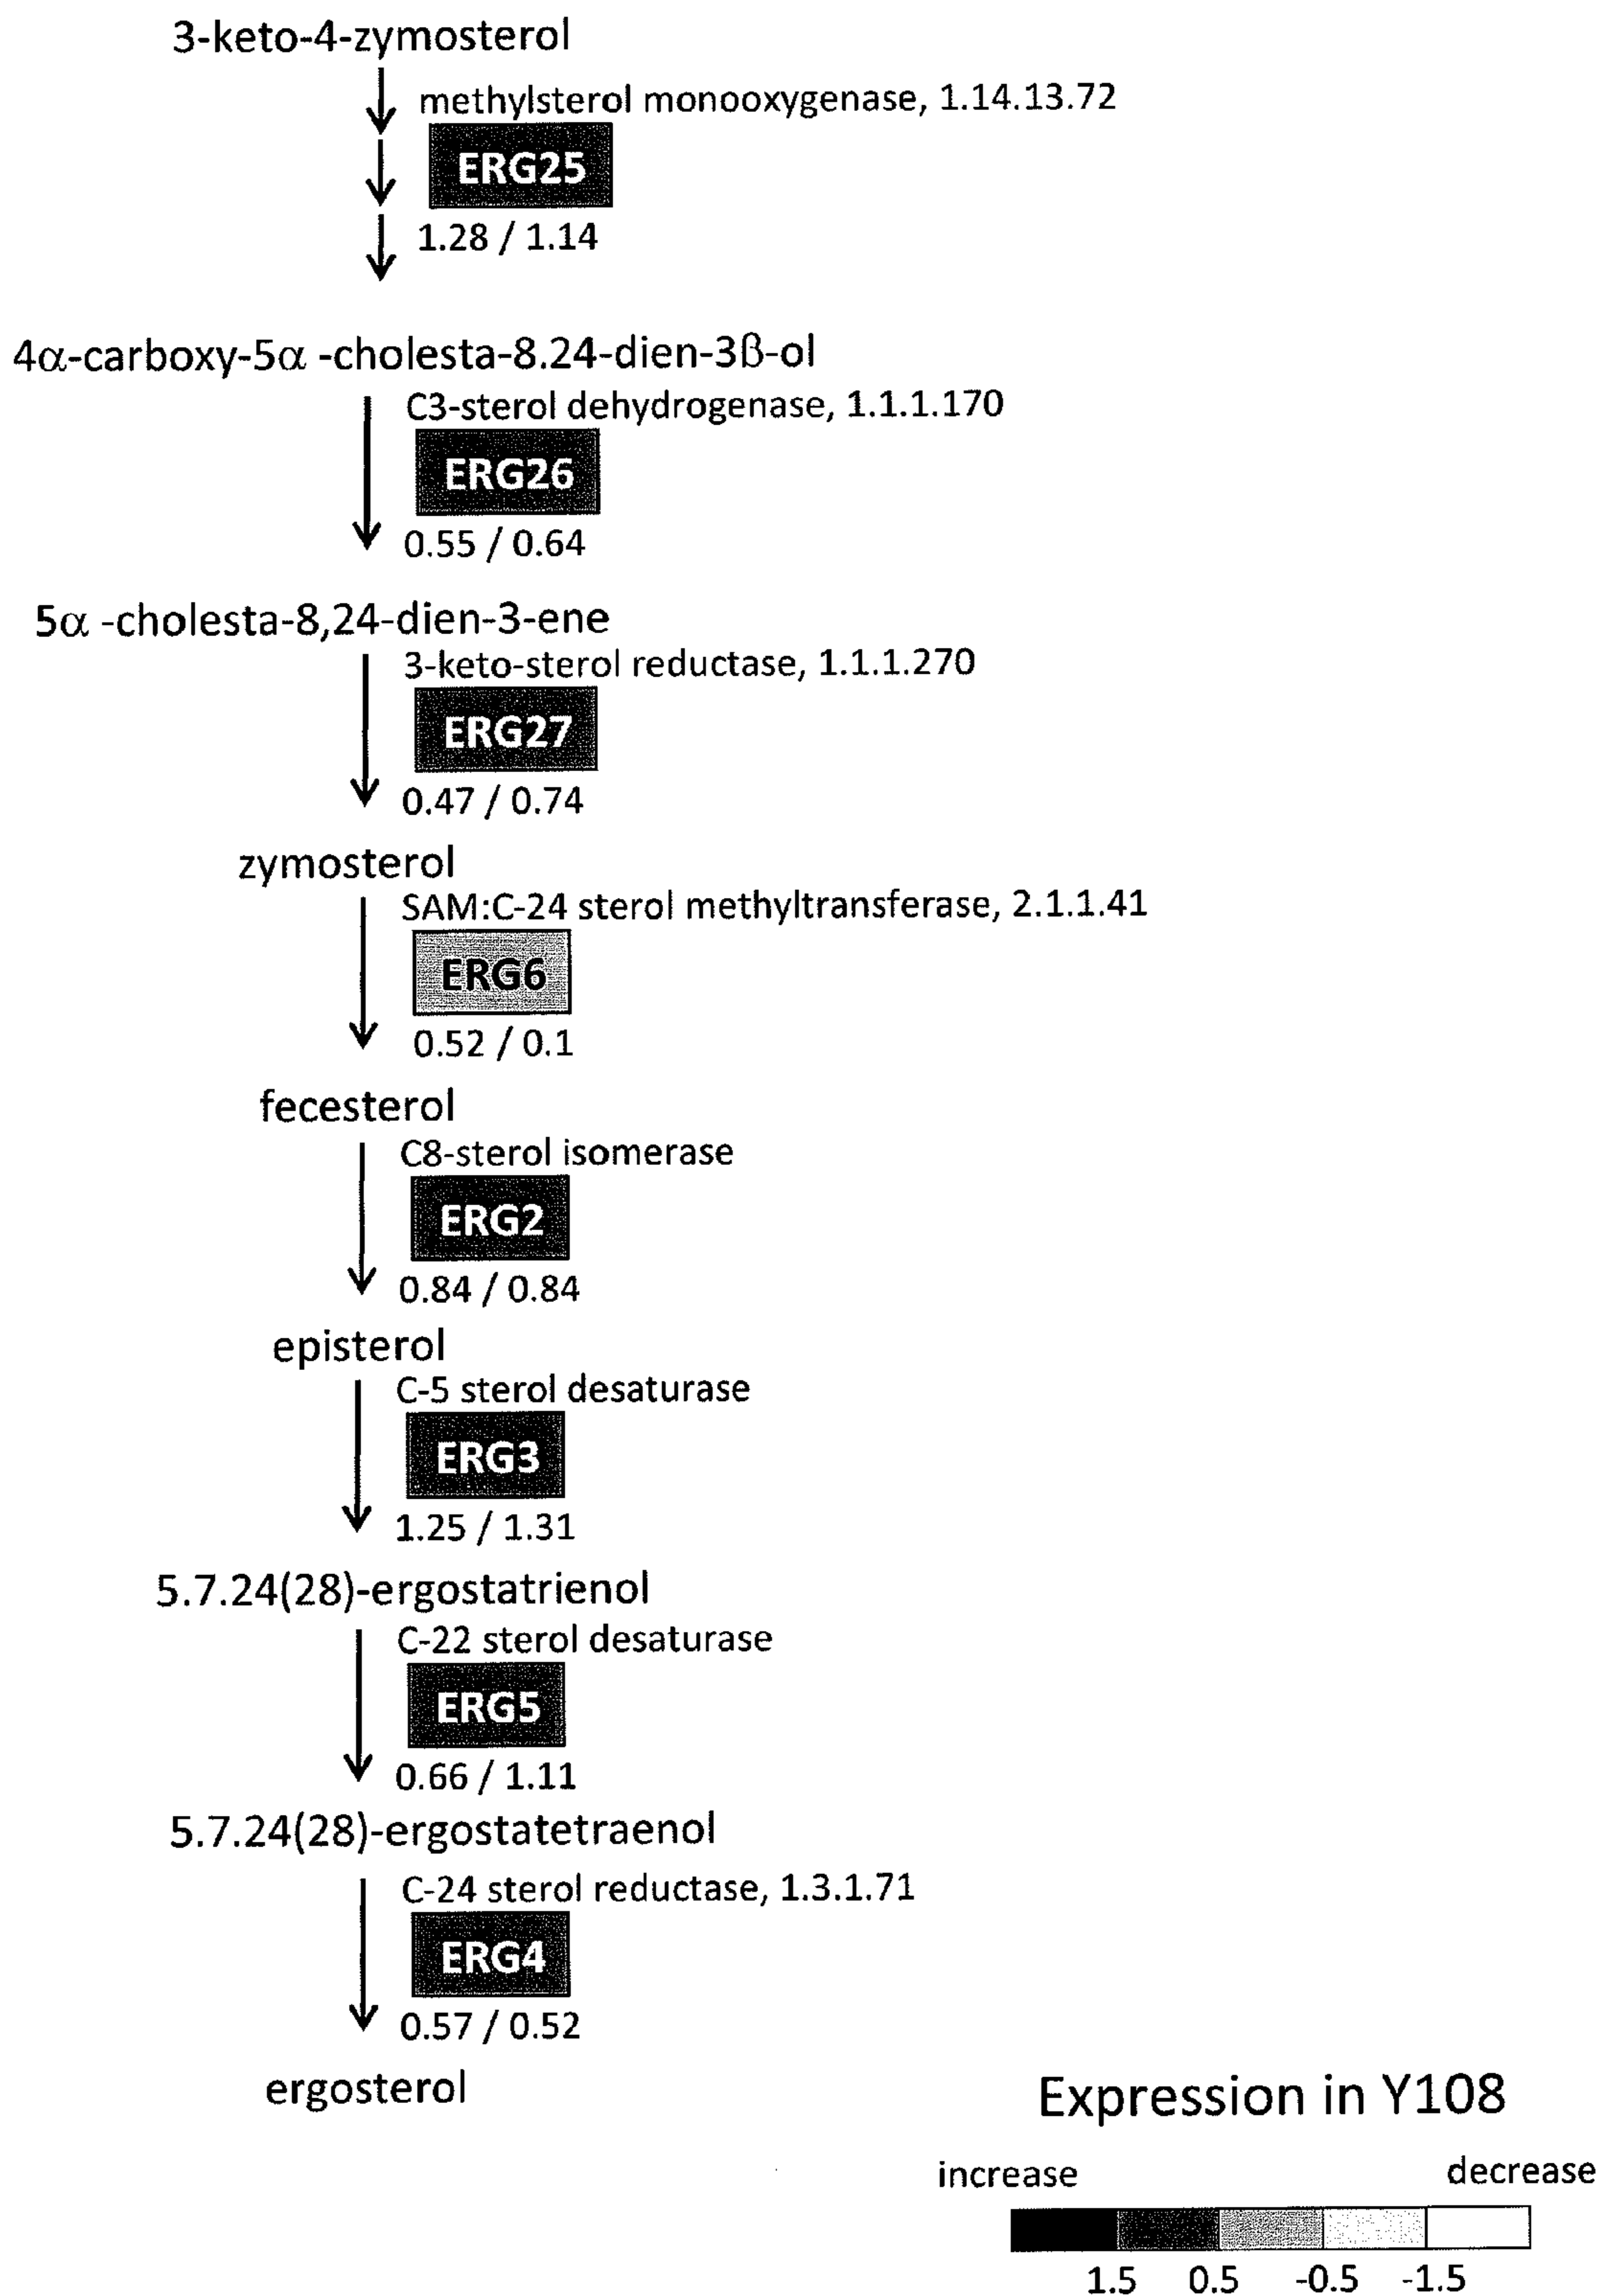 3-keto-4-zymosterol
methylsterol monooxygenase, 1.14.13.72
ERG25
1.28 / 1.14
4α-carboxy-5α -cholesta-8.24-dien-3β-ol
C3-sterol dehydrogenase, 1.1.1.170
ERG26
0.55 / 0.64
5α -cholesta-8,24-dien-3-ene
3-keto-sterol reductase, 1.1.1.270
ERG27
0.47 / 0.74
zymosterol
SAM:C-24 sterol methyltransferase, 2.1.1.41
ERG6
0.52 / 0.1
fecesterol
C8-sterol isomerase
ERG2
0.84 / 0.84
episterol
C-5 sterol desaturase
ERG3
1.25 / 1.31
5.7.24(28)-ergostatrienol
C-22 sterol desaturase
ERG5
0.66 / 1.11
5.7.24(28)-ergostatetraenol
C-24 sterol reductase, 1.3.1.71
ERG4
0.57 / 0.52
ergosterol
Expression in Y108
increase decrease
1.5 0.5 -0.5 -1.5